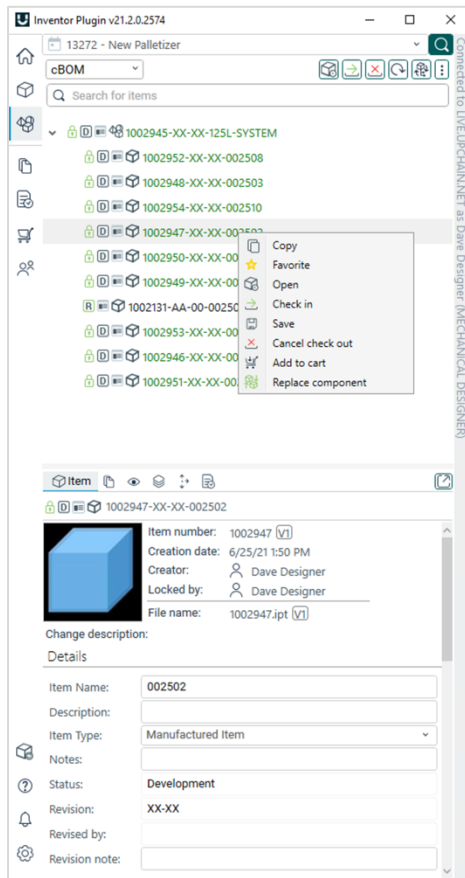 Inventor Plugin v21.2.0.2574
13272 - New Palletizer
cBOM
Search for items
D 1002945-XX-XX-125L-SYSTEM
D 1002952-XX-XX-002508
D 1002948-XX-XX-002503
D 1002954-XX-XX-002510
D 1002947-XX-XX-002502
D 1002950-XX-XX-00
D 1002949-XX-XX-00
R 1002131-AA-00-0025
D 1002953-XX-XX-00
D 1002946-XX-XX-00
D 1002951-XX-XX-00
Copy
Favorite
Open
Check in
Save
Cancel check out
Add to cart
Replace component
Connected to LIVE.UPCHAIN.NET as Dave Designer (MECHANICAL DESIGNER)
Item
D 1002947-XX-XX-002502
Item number: 1002947 V1
Creation date: 6/25/21 1:50 PM
Creator: Dave Designer
Locked by: Dave Designer
File name: 1002947.ipt V1
Change description:
Details
Item Name: 002502
Description:
Item Type: Manufactured Item
Notes:
Status: Development
Revision: XX-XX
Revised by:
Revision note: